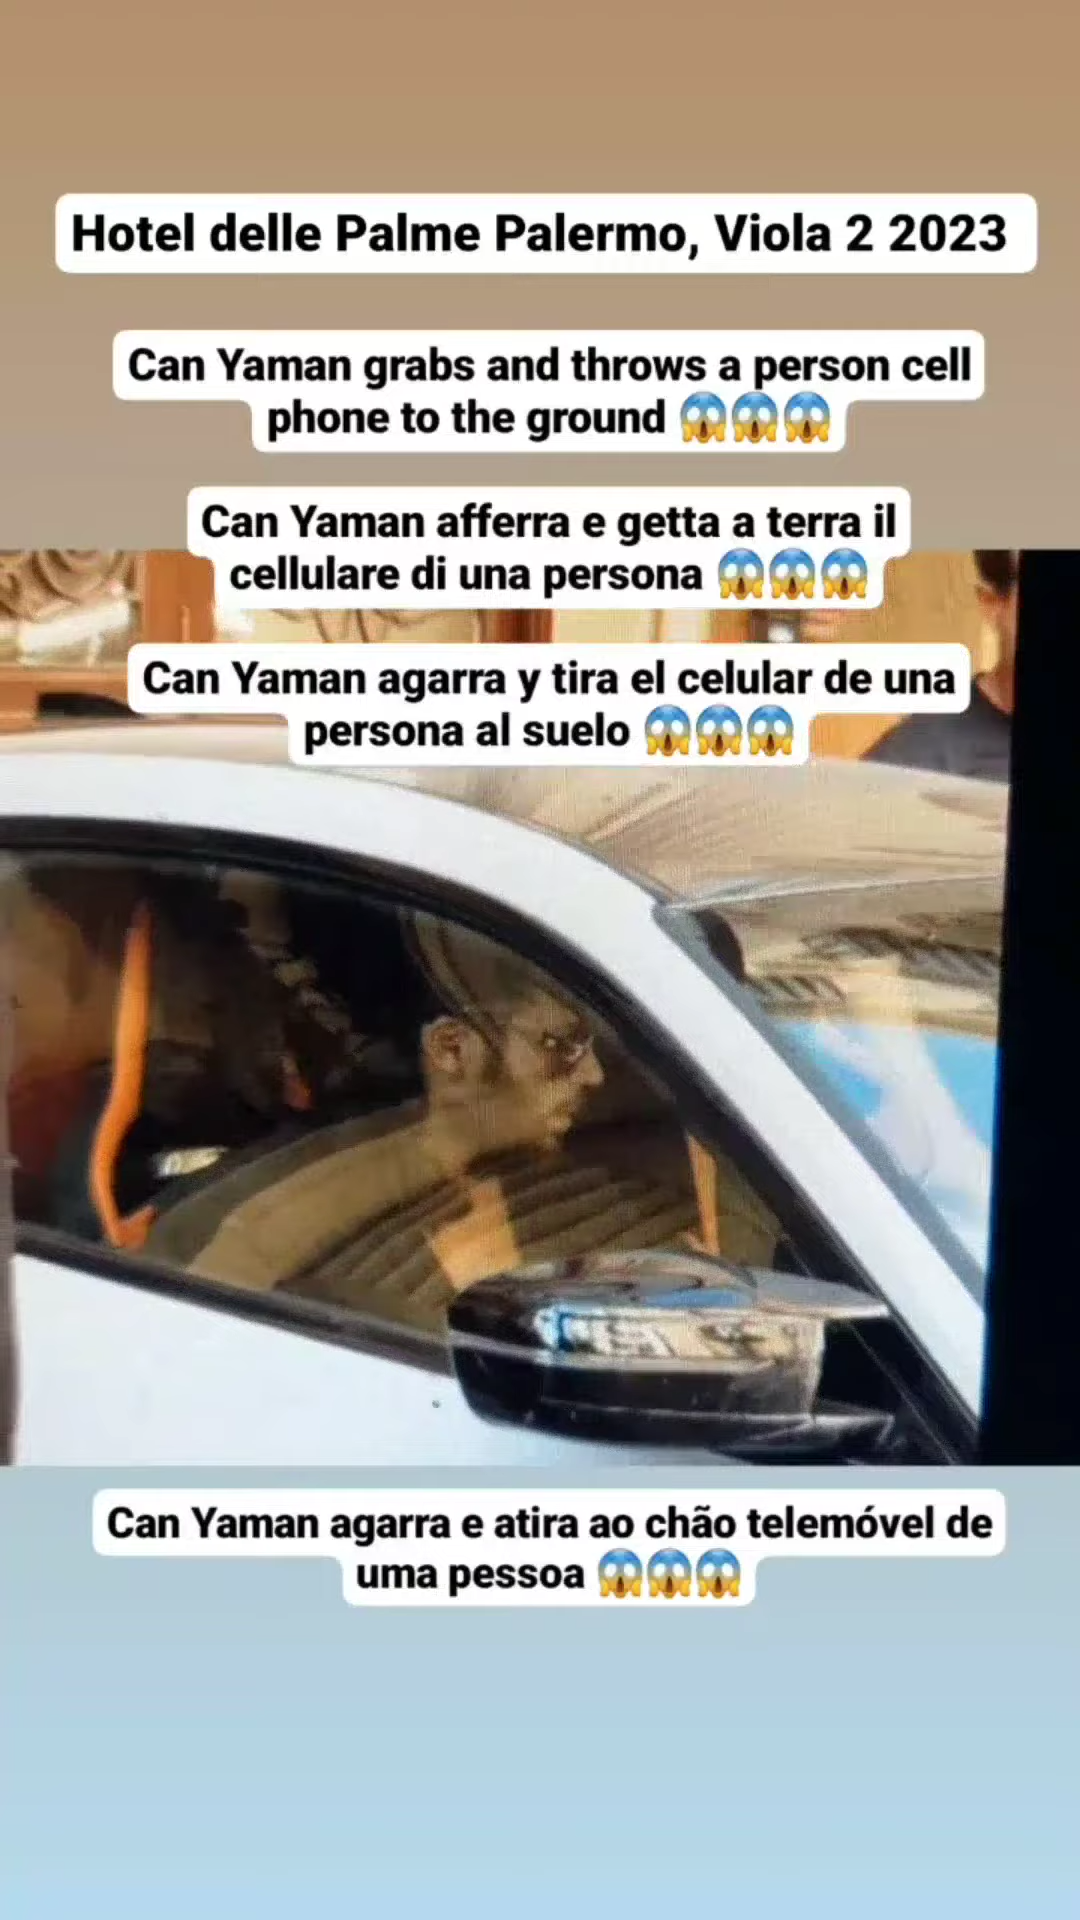 Hotel delle Palme Palermo, Viola 2 2023
Can Yaman grabs and throws a person cell
phone to the ground 😱😱😱
Can Yaman afferra e getta a terra il
cellulare di una persona 😱😱😱
Can Yaman agarra y tira el celular de una
persona al suelo 😱😱😱
Can Yaman agarra e atira ao chão telemóvel de
uma pessoa 😱😱😱